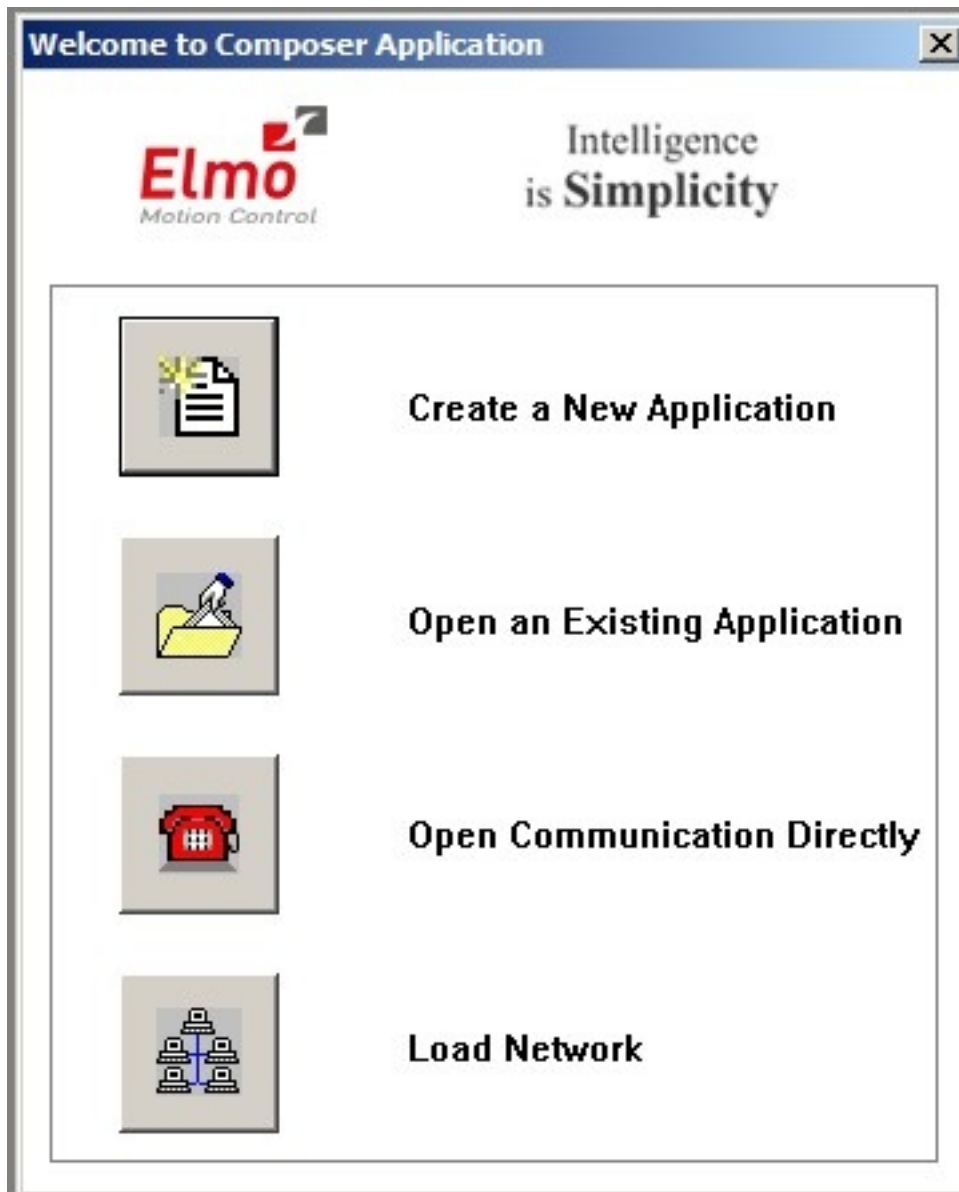 Welcome to Composer Application
Elmo
Motion Control
Intelligence
is Simplicity
Create a New Application
Open an Existing Application
Open Communication Directly
Load Network